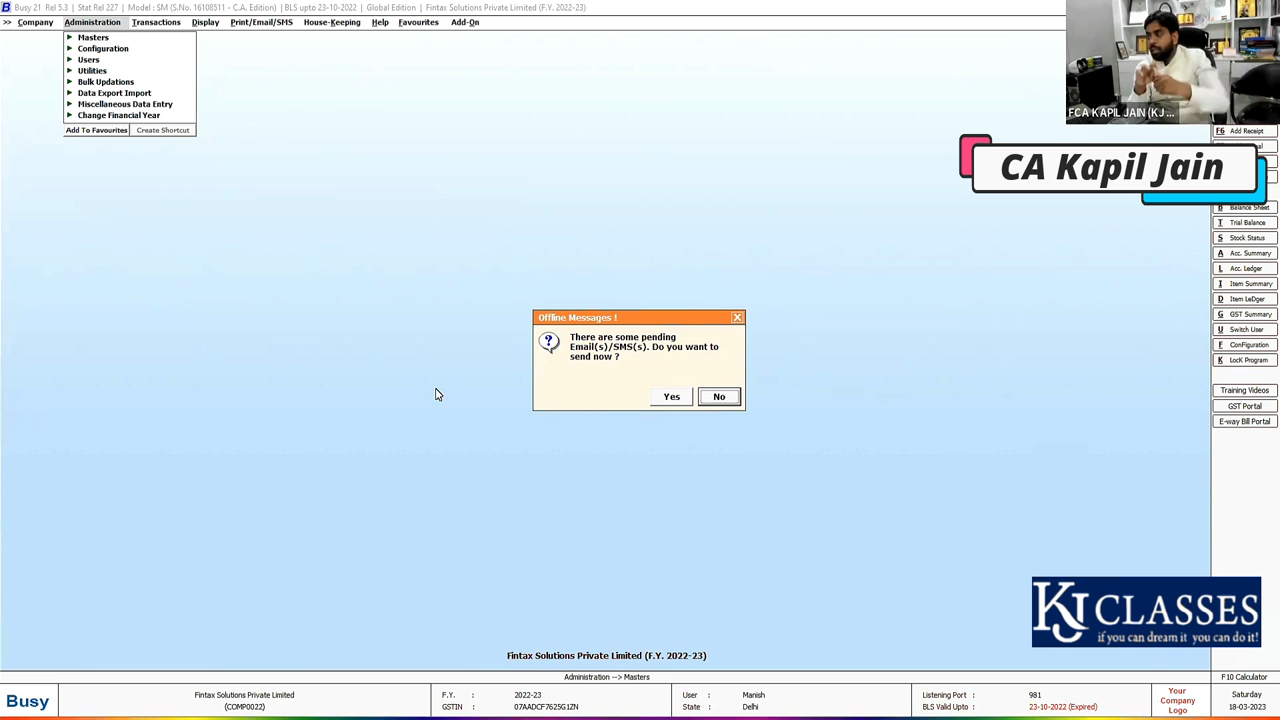 Busy 21 Rel 5.3 | Stat Rel 227 | Model : SM (S.No. 16108511 - C.A. Edition) | BLS upto 23-10-2022 | Global Edition | Fintax Solutions Private Limited (F.Y. 2022-23)
>> Company Administration Transactions Display Print/Email/SMS House-Keeping Help Favourites Add-On
Masters
Configuration
Users
Utilities
Bulk Updations
Data Export Import
Miscellaneous Data Entry
Change Financial Year
Add To Favourites Create Shortcut
FCA KAPIL JAIN (KJ ...
CA Kapil Jain
F6 Add Receipt
B Balance Sheet
T Trial Balance
S Stock Status
A Acc. Summary
L Acc. Ledger
I Item Summary
D Item LeDger
G GST Summary
U Switch User
F ConFiguration
K LocK Program
Training Videos
GST Portal
E-way Bill Portal
Offline Messages !
There are some pending
Email(s)/SMS(s). Do you want to
send now ?
Yes No
KJ CLASSES
if you can dream it you can do it!
Fintax Solutions Private Limited (F.Y. 2022-23)
Administration --> Masters
F10 Calculator
Busy
Fintax Solutions Private Limited
(COMP0022)
F.Y. : 2022-23
GSTIN : 07AADCF7625G1ZN
User : Manish
State : Delhi
Listening Port : 981
BLS Valid Upto : 23-10-2022 (Expired)
Your
Company
Logo
Saturday
18-03-2023